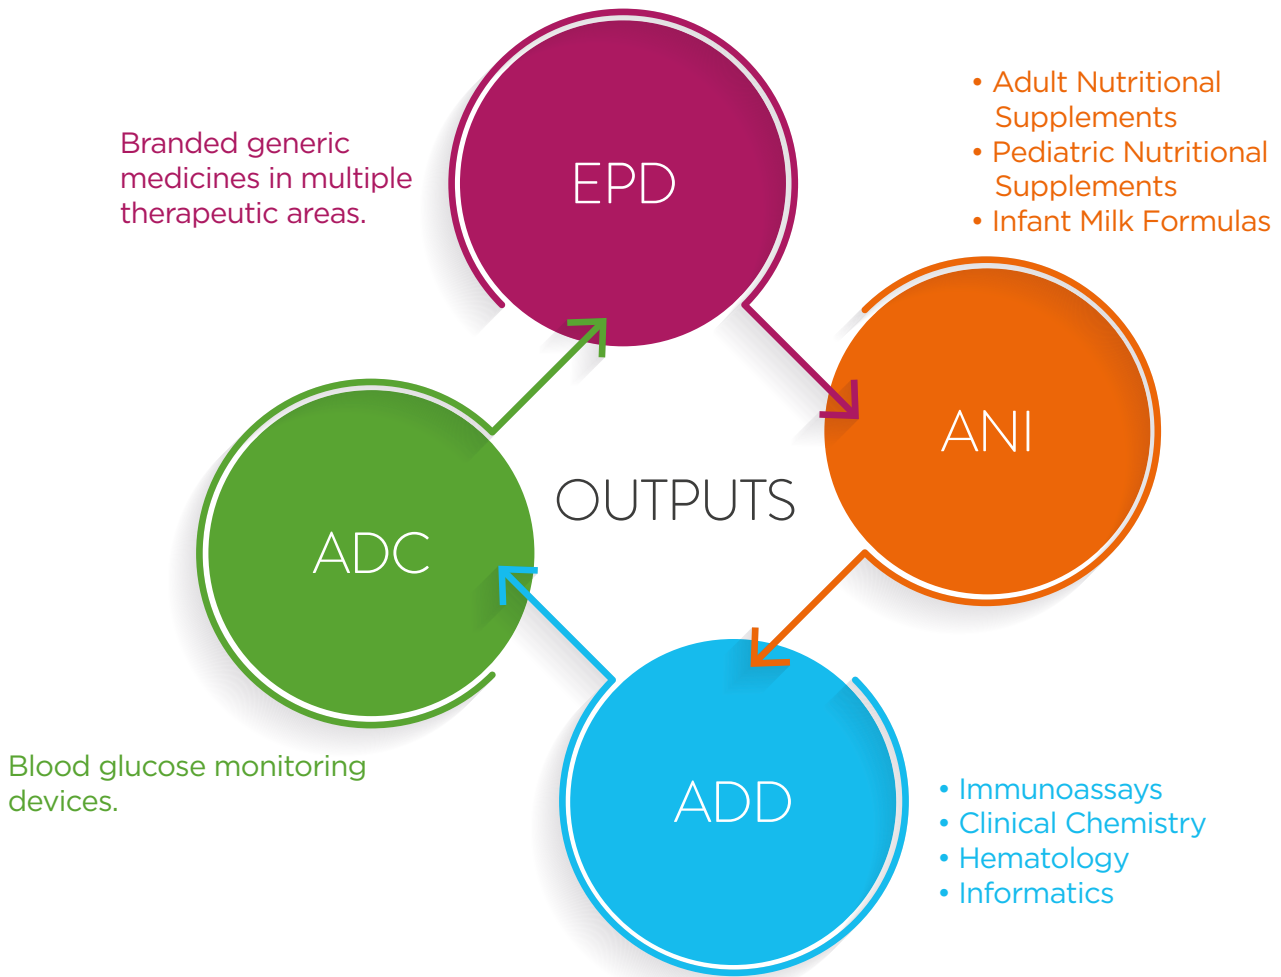 Branded generic
medicines in multiple
therapeutic areas.
EPD
• Adult Nutritional
Supplements
• Pediatric Nutritional
Supplements
• Infant Milk Formulas
ANI
OUTPUTS
ADC
Blood glucose monitoring
devices.
ADD
• Immunoassays
• Clinical Chemistry
• Hematology
• Informatics